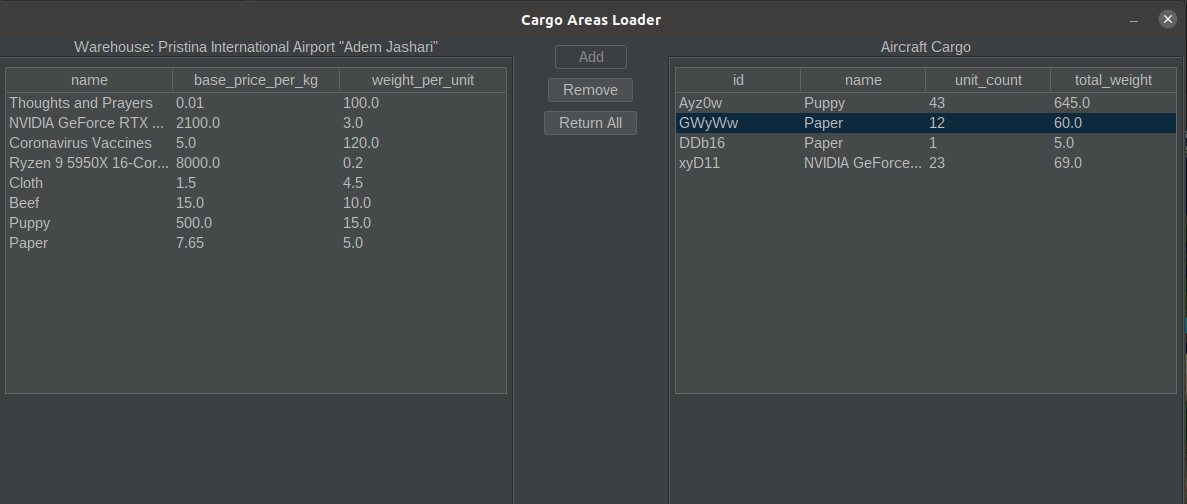 Cargo Areas Loader
Warehouse: Pristina International Airport "Adem Jashari"
name base_price_per_kg weight_per_unit
Thoughts and Prayers 0.01 100.0
NVIDIA GeForce RTX ... 2100.0 3.0
Coronavirus Vaccines 5.0 120.0
Ryzen 9 5950X 16-Cor... 8000.0 0.2
Cloth 1.5 4.5
Beef 15.0 10.0
Puppy 500.0 15.0
Paper 7.65 5.0
Add
Remove
Return All
Aircraft Cargo
id name unit_count total_weight
Ayz0w Puppy 43 645.0
GWyWw Paper 12 60.0
DDb16 Paper 1 5.0
xyD11 NVIDIA GeForce... 23 69.0